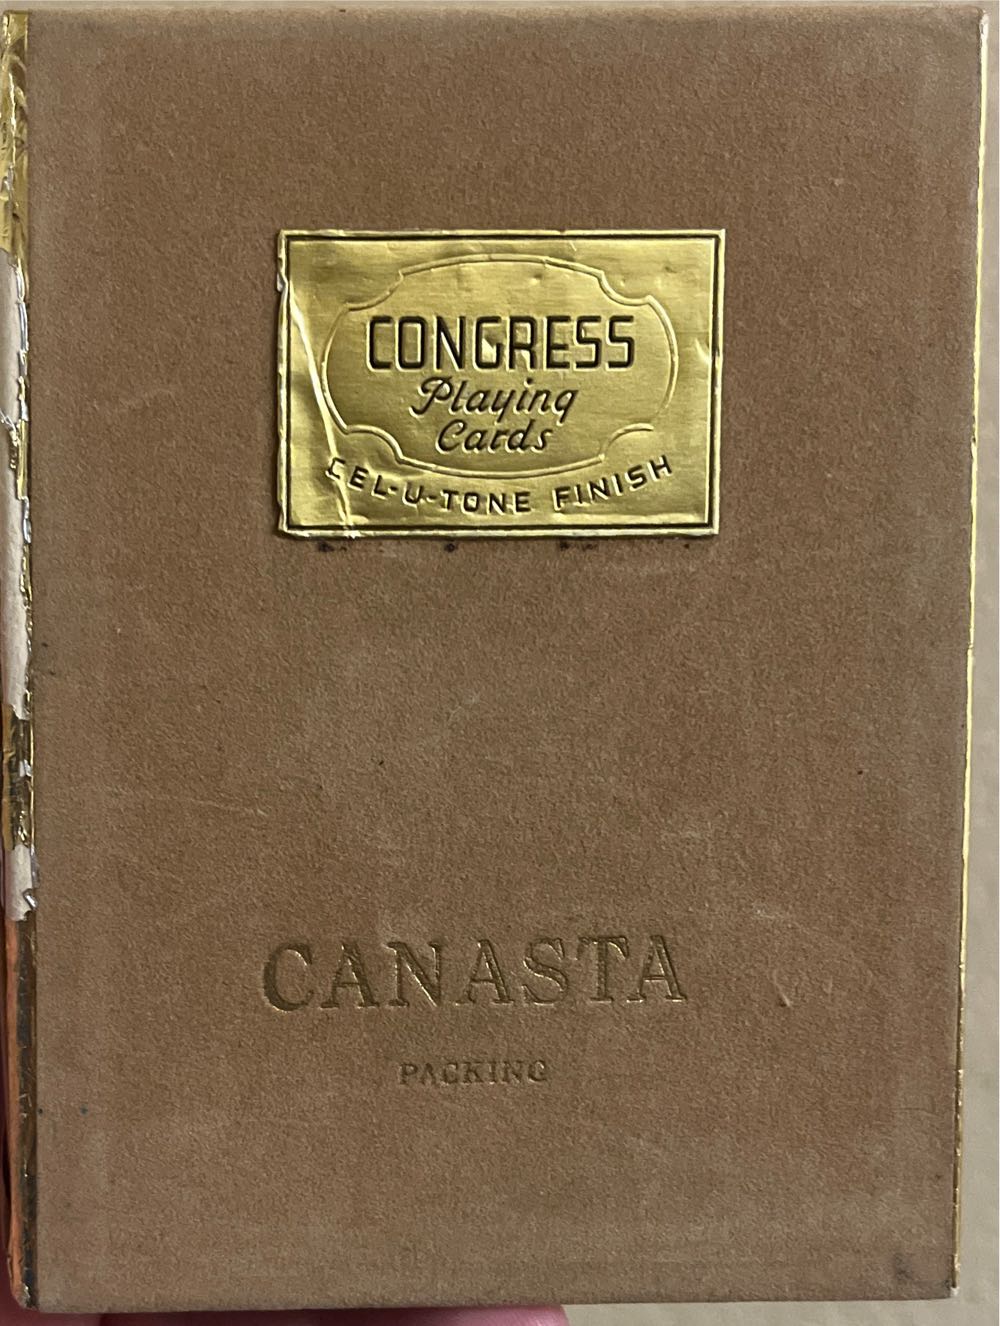 CONGRESS
Playing
Cards
CEL-U-TONE FINISH
CANASTA
PACKING